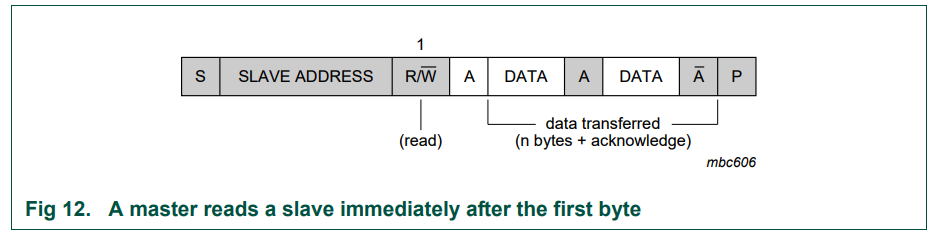 1
S SLAVE ADDRESS R/W̅ A DATA A DATA A̅ P
data transferred
(read) (n bytes + acknowledge)
mbc606
Fig 12. A master reads a slave immediately after the first byte